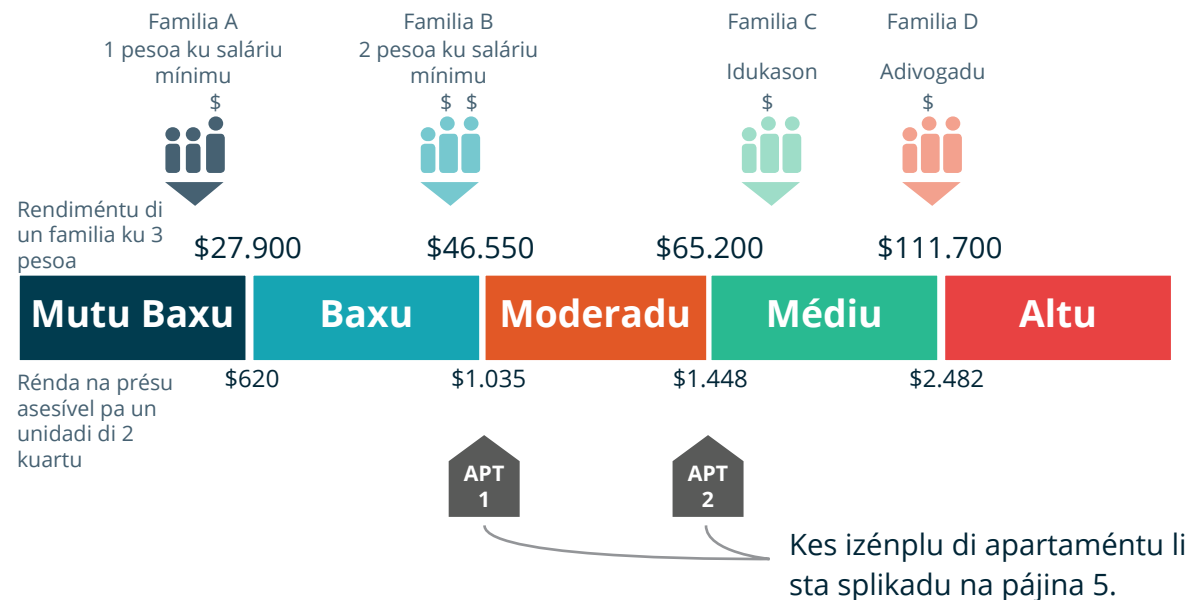 Familia A
1 pesoa ku saláriu
mínimu
$
Familia B
2 pesoa ku saláriu
mínimu
$ $
Familia C
Idukason
$
Familia D
Adivogadu
$
Rendiméntu di
un familia ku 3
pesoa
$27.900
$46.550
$65.200
$111.700
Mutu Baxu
Baxu
Moderadu
Médiu
Altu
Rénda na présu
asesível pa un
unidadi di 2
kuartu
$620
$1.035
$1.448
$2.482
APT
1
APT
2
Kes izénplu di apartaméntu li
sta splikadu na pájina 5.